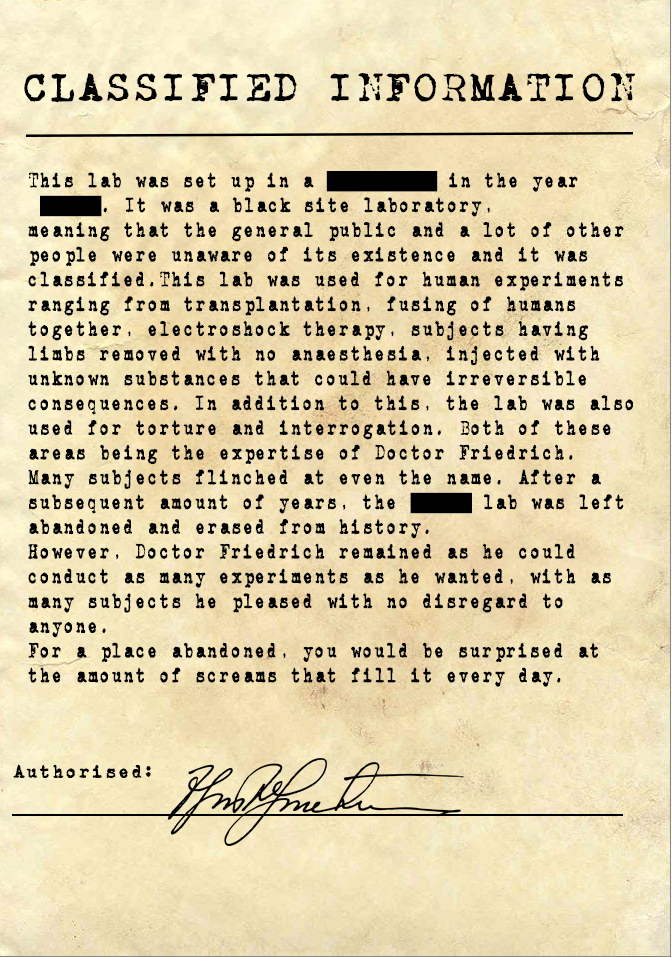 CLASSIFIED INFORMATION
This lab was set up in a in the year
. It was a black site laboratory,
meaning that the general public and a lot of other
people were unaware of its existence and it was
classified.This lab was used for human experiments
ranging from transplantation, fusing of humans
together, electroshock therapy, subjects having
limbs removed with no anaesthesia, injected with
unknown substances that could have irreversible
consequences. In addition to this, the lab was also
used for torture and interrogation. Both of these
areas being the expertise of Doctor Friedrich.
Many subjects flinched at even the name. After a
subsequent amount of years, the lab was left
abandoned and erased from history.
However, Doctor Friedrich remained as he could
conduct as many experiments as he wanted, with as
many subjects he pleased with no disregard to
anyone.
For a place abandoned, you would be surprised at
the amount of screams that fill it every day.
Authorised: